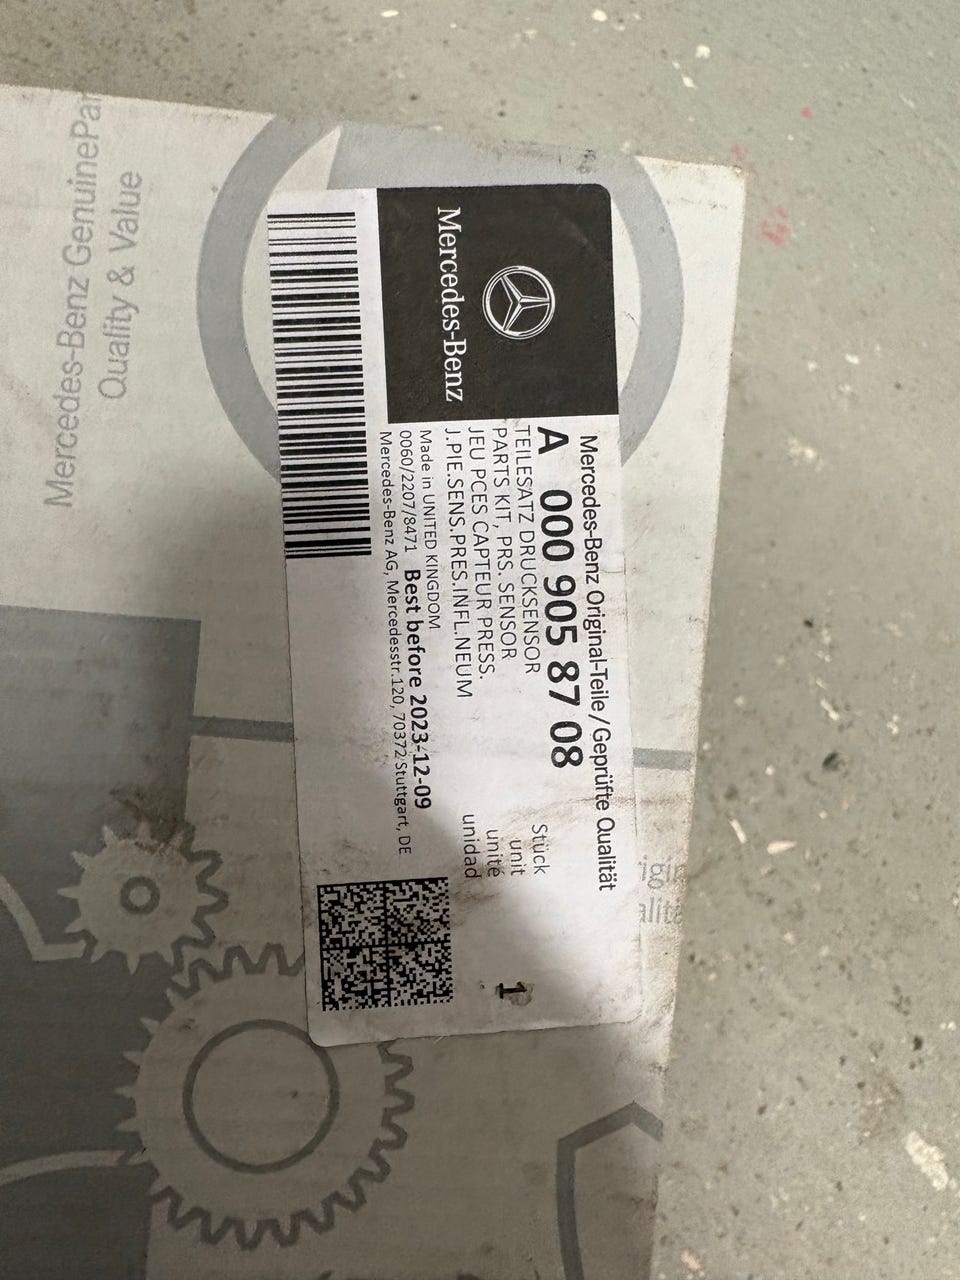 Mercedes-Benz GenuinePar
Quality & Value
Mercedes-Benz
Mercedes-Benz Original-Teile/Geprüfte Qualität
A 000 905 87 08
TEILESATZ DRUCKSENSOR
PARTS KIT, PRS. SENSOR
JEU PCES CAPTEUR PRESS.
J.PIE.SENS.PRES.INFL.NEUM
Stück
unit
unité
unidad
1
Made in UNITED KINGDOM
0060/2207/8471 Best before 2023-12-09
Mercedes-Benz AG, Mercedesstr.120, 70372 Stuttgart, DE